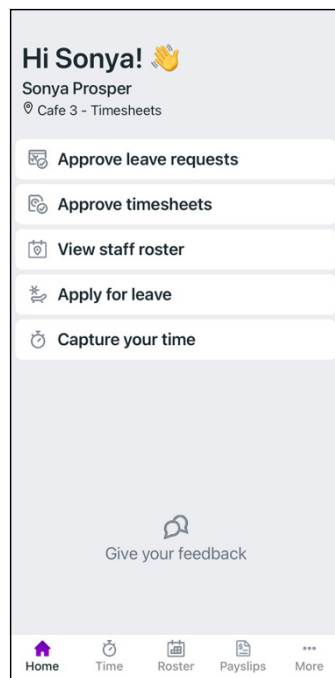 Hi Sonya! 👋
Sonya Prosper
Cafe 3 - Timesheets
Approve leave requests
Approve timesheets
View staff roster
Apply for leave
Capture your time
Give your feedback
Home Time Roster Payslips More